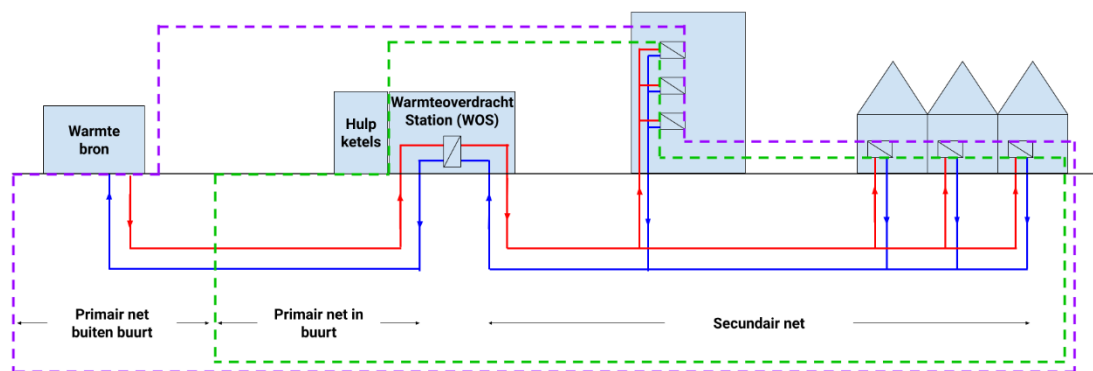 Warmte
bron
Hulp
ketels
Warmteoverdracht
Station (WOS)
Primair net
buiten buurt
Primair net in
buurt
Secundair net